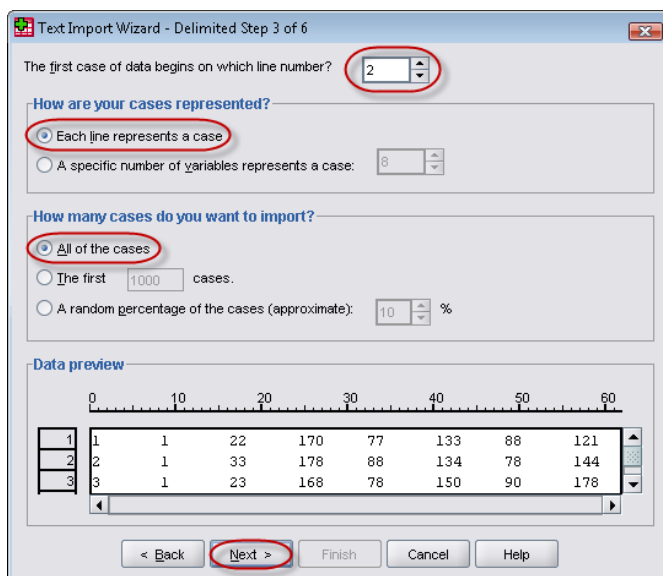 Text Import Wizard - Delimited Step 3 of 6
The first case of data begins on which line number? 2
How are your cases represented?
Each line represents a case
A specific number of variables represents a case: 8
How many cases do you want to import?
All of the cases
The first 1000 cases.
A random percentage of the cases (approximate): 10 %
Data preview
0 10 20 30 40 50 60
1 1 1 22 170 77 133 88 121
2 2 1 33 178 88 134 78 144
3 3 1 23 168 78 150 90 178
< Back Next > Finish Cancel Help